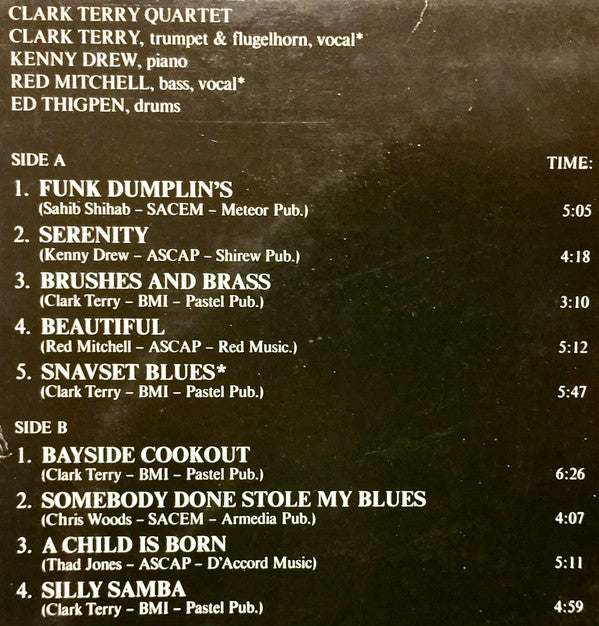 CLARK TERRY QUARTET
CLARK TERRY, trumpet & flugelhorn, vocal*
KENNY DREW, piano
RED MITCHELL, bass, vocal*
ED THIGPEN, drums
SIDE A TIME:
1. FUNK DUMPLIN'S
(Sahib Shihab – SACEM – Meteor Pub.) 5:05
2. SERENITY
(Kenny Drew – ASCAP – Shirew Pub.) 4:18
3. BRUSHES AND BRASS
(Clark Terry – BMI – Pastel Pub.) 3:10
4. BEAUTIFUL
(Red Mitchell – ASCAP – Red Music.) 5:12
5. SNAVSET BLUES*
(Clark Terry – BMI – Pastel Pub.) 5:47
SIDE B
1. BAYSIDE COOKOUT
(Clark Terry – BMI – Pastel Pub.) 6:26
2. SOMEBODY DONE STOLE MY BLUES
(Chris Woods – SACEM – Armedia Pub.) 4:07
3. A CHILD IS BORN
(Thad Jones – ASCAP – D'Accord Music) 5:11
4. SILLY SAMBA
(Clark Terry – BMI – Pastel Pub.) 4:59